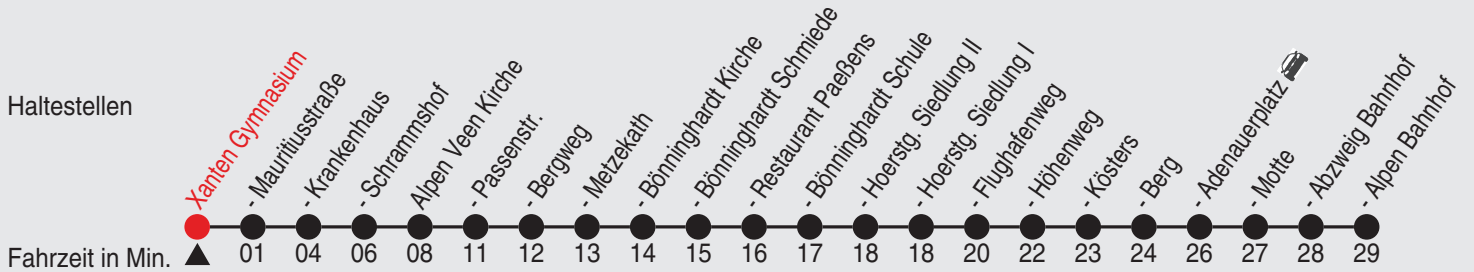 Haltestellen
Xanten Gymnasium
- Mauritiusstraße
- Krankenhaus
- Schrammshof
Alpen Veen Kirche
- Passenstr.
- Bergweg
- Metzekath
- Bönninghardt Kirche
- Bönninghardt Schmiede
- Restaurant Paeßens
- Bönninghardt Schule
- Hoerstg. Siedlung II
- Hoerstg. Siedlung I
- Flughafenweg
- Höhenweg
- Kösters
- Berg
- Adenauerplatz
- Motte
- Abzweig Bahnhof
- Alpen Bahnhof
Fahrzeit in Min. 01 04 06 08 11 12 13 14 15 16 17 18 18 20 22 23 24 26 27 28 29